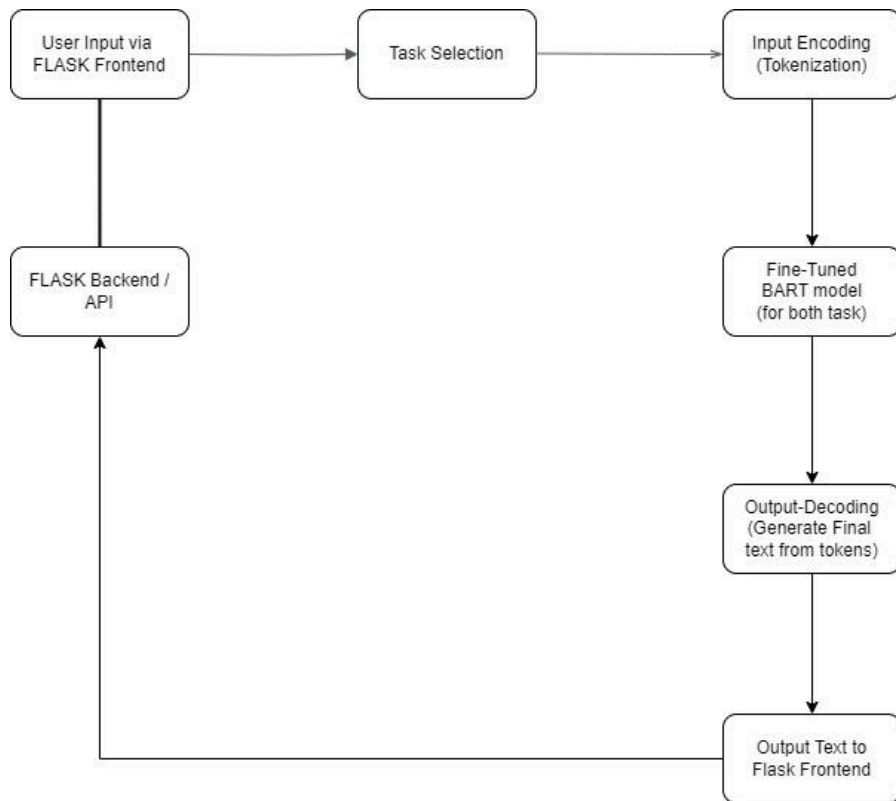 User Input via
FLASK Frontend
Task Selection
Input Encoding
(Tokenization)
FLASK Backend /
API
Fine-Tuned
BART model
(for both task)
Output-Decoding
(Generate Final
text from tokens)
Output Text to
Flask Frontend